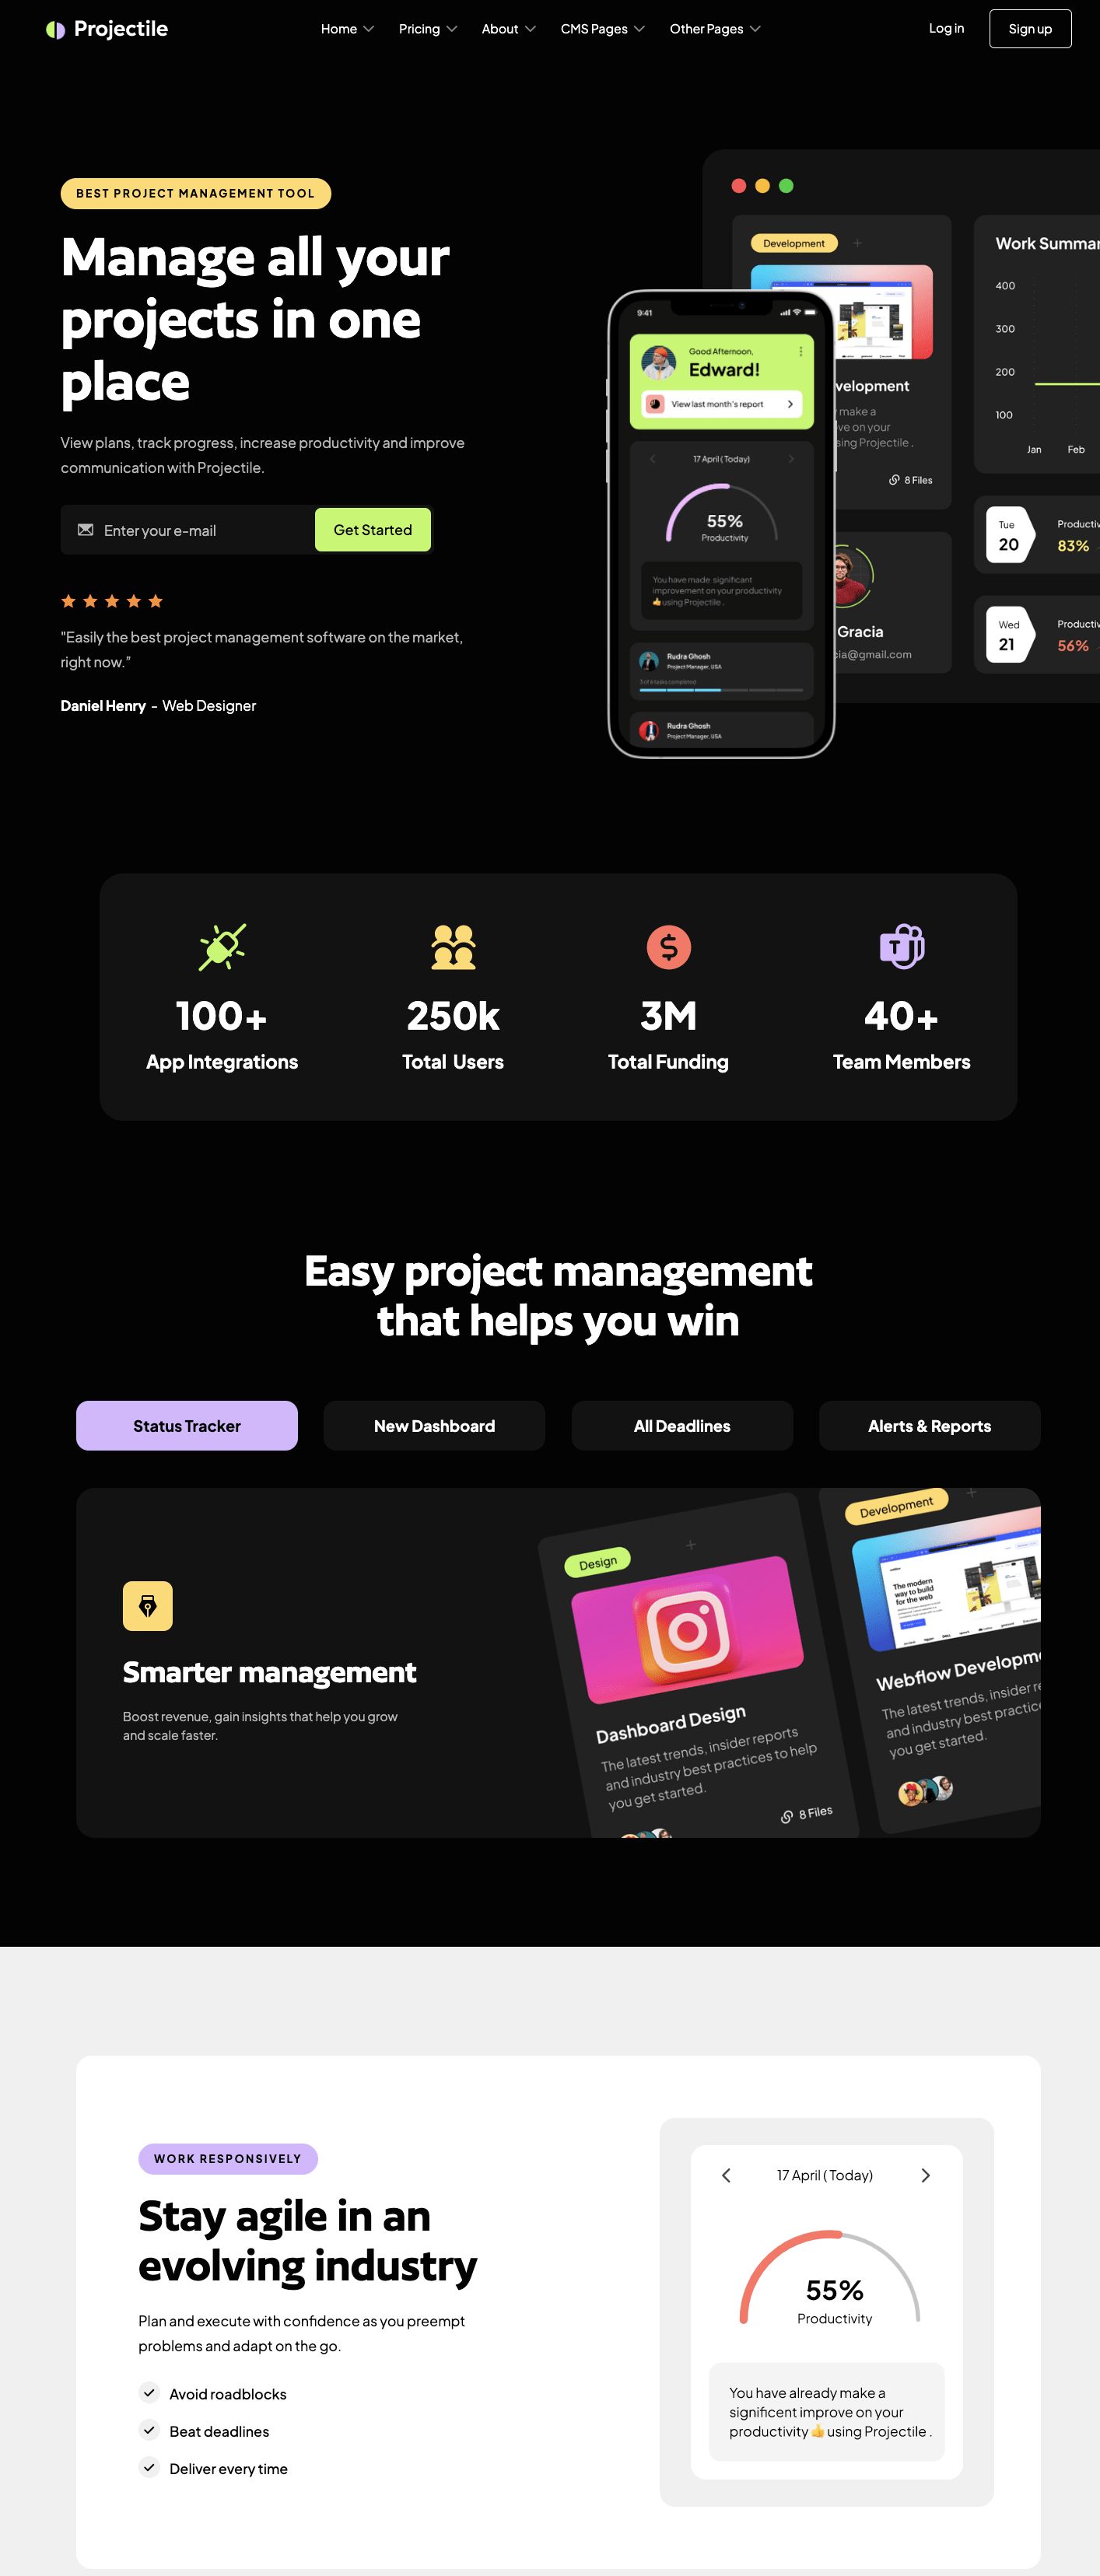 Projectile
Home
Pricing
About
CMS Pages
Other Pages
Log in
Sign up
BEST PROJECT MANAGEMENT TOOL
Manage all your
projects in one
place
View plans, track progress, increase productivity and improve
communication with Projectile.
Enter your e-mail
Get Started
"Easily the best project management software on the market,
right now."
Daniel Henry - Web Designer
9:41
Good Afternoon,
Edward!
View last month's report
17 April ( Today)
55%
Productivity
You have made significant
improvement on your productivity
👍 using Projectile .
Rudra Ghosh
Project Manager, USA
3 of 6 tasks completed
Rudra Ghosh
Project Manager, USA
Development
velopment
make a
ve on your
sing Projectile .
8 Files
Gracia
cia@gmail.com
Work Summar
400
300
200
100
Jan
Feb
Tue
20
Productiv
83%
Wed
21
Productiv
56%
100+
App Integrations
250k
Total Users
3M
Total Funding
T
40+
Team Members
Easy project management
that helps you win
Status Tracker
New Dashboard
All Deadlines
Alerts & Reports
Smarter management
Boost revenue, gain insights that help you grow
and scale faster.
Design
Dashboard Design
The latest trends, insider reports
and industry best practices to help
you get started.
8 Files
Development
The modern
way to build
for the web
Webflow Developme
The latest trends, insider re
and industry best practic
you get started.
WORK RESPONSIVELY
Stay agile in an
evolving industry
Plan and execute with confidence as you preempt
problems and adapt on the go.
Avoid roadblocks
Beat deadlines
Deliver every time
17 April ( Today)
55%
Productivity
You have already make a
significent improve on your
productivity 👍 using Projectile .